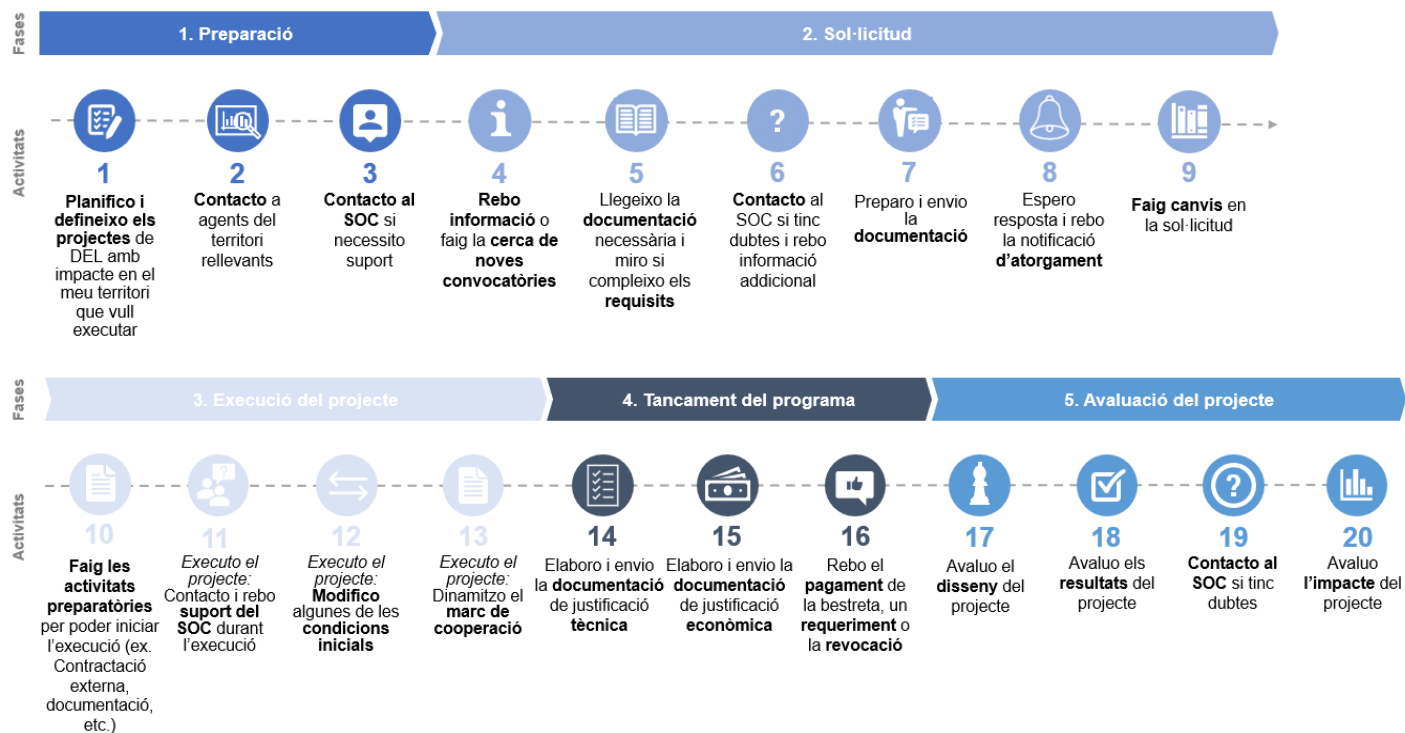 Fases
1. Preparació
2. Sol·licitud
Activitats
1
Planifico i
defineixo els
projectes de
DEL amb
impacte en el
meu territori
que vull
executar
2
Contacto a
agents del
territori
rellevants
3
Contacto al
SOC si
necessito
suport
4
Rebo
informació o
faig la cerca de
noves
convocatòries
5
Llegeixo la
documentació
necessària i
miro si
compleixo els
requisits
?
6
Contacto al
SOC si tinc
dubtes i rebo
informació
addicional
7
Preparo i envio
la
documentació
8
Espero
resposta i rebo
la notificació
d’atorgament
9
Faig canvis en
la sol·licitud
Fases
3. Execució del projecte
4. Tancament del programa
5. Avaluació del projecte
Activitats
10
Faig les
activitats
preparatòries
per poder iniciar
l’execució (ex.
Contractació
externa,
documentació,
etc.)
?
11
Executo el
projecte:
Contacto i rebo
suport del
SOC durant
l’execució
12
Executo el
projecte:
Modifico
algunes de les
condicions
inicials
13
Executo el
projecte:
Dinamitzo el
marc de
cooperació
14
Elaboro i envio
la documentació
de justificació
tècnica
15
Elaboro i envio la
documentació
de justificació
econòmica
16
Rebo el
pagament de
la bestreta, un
requeriment o
la revocació
17
Avaluo el
disseny del
projecte
18
Avaluo els
resultats del
projecte
?
19
Contacto al
SOC si tinc
dubtes
20
Avaluo
l’impacte del
projecte